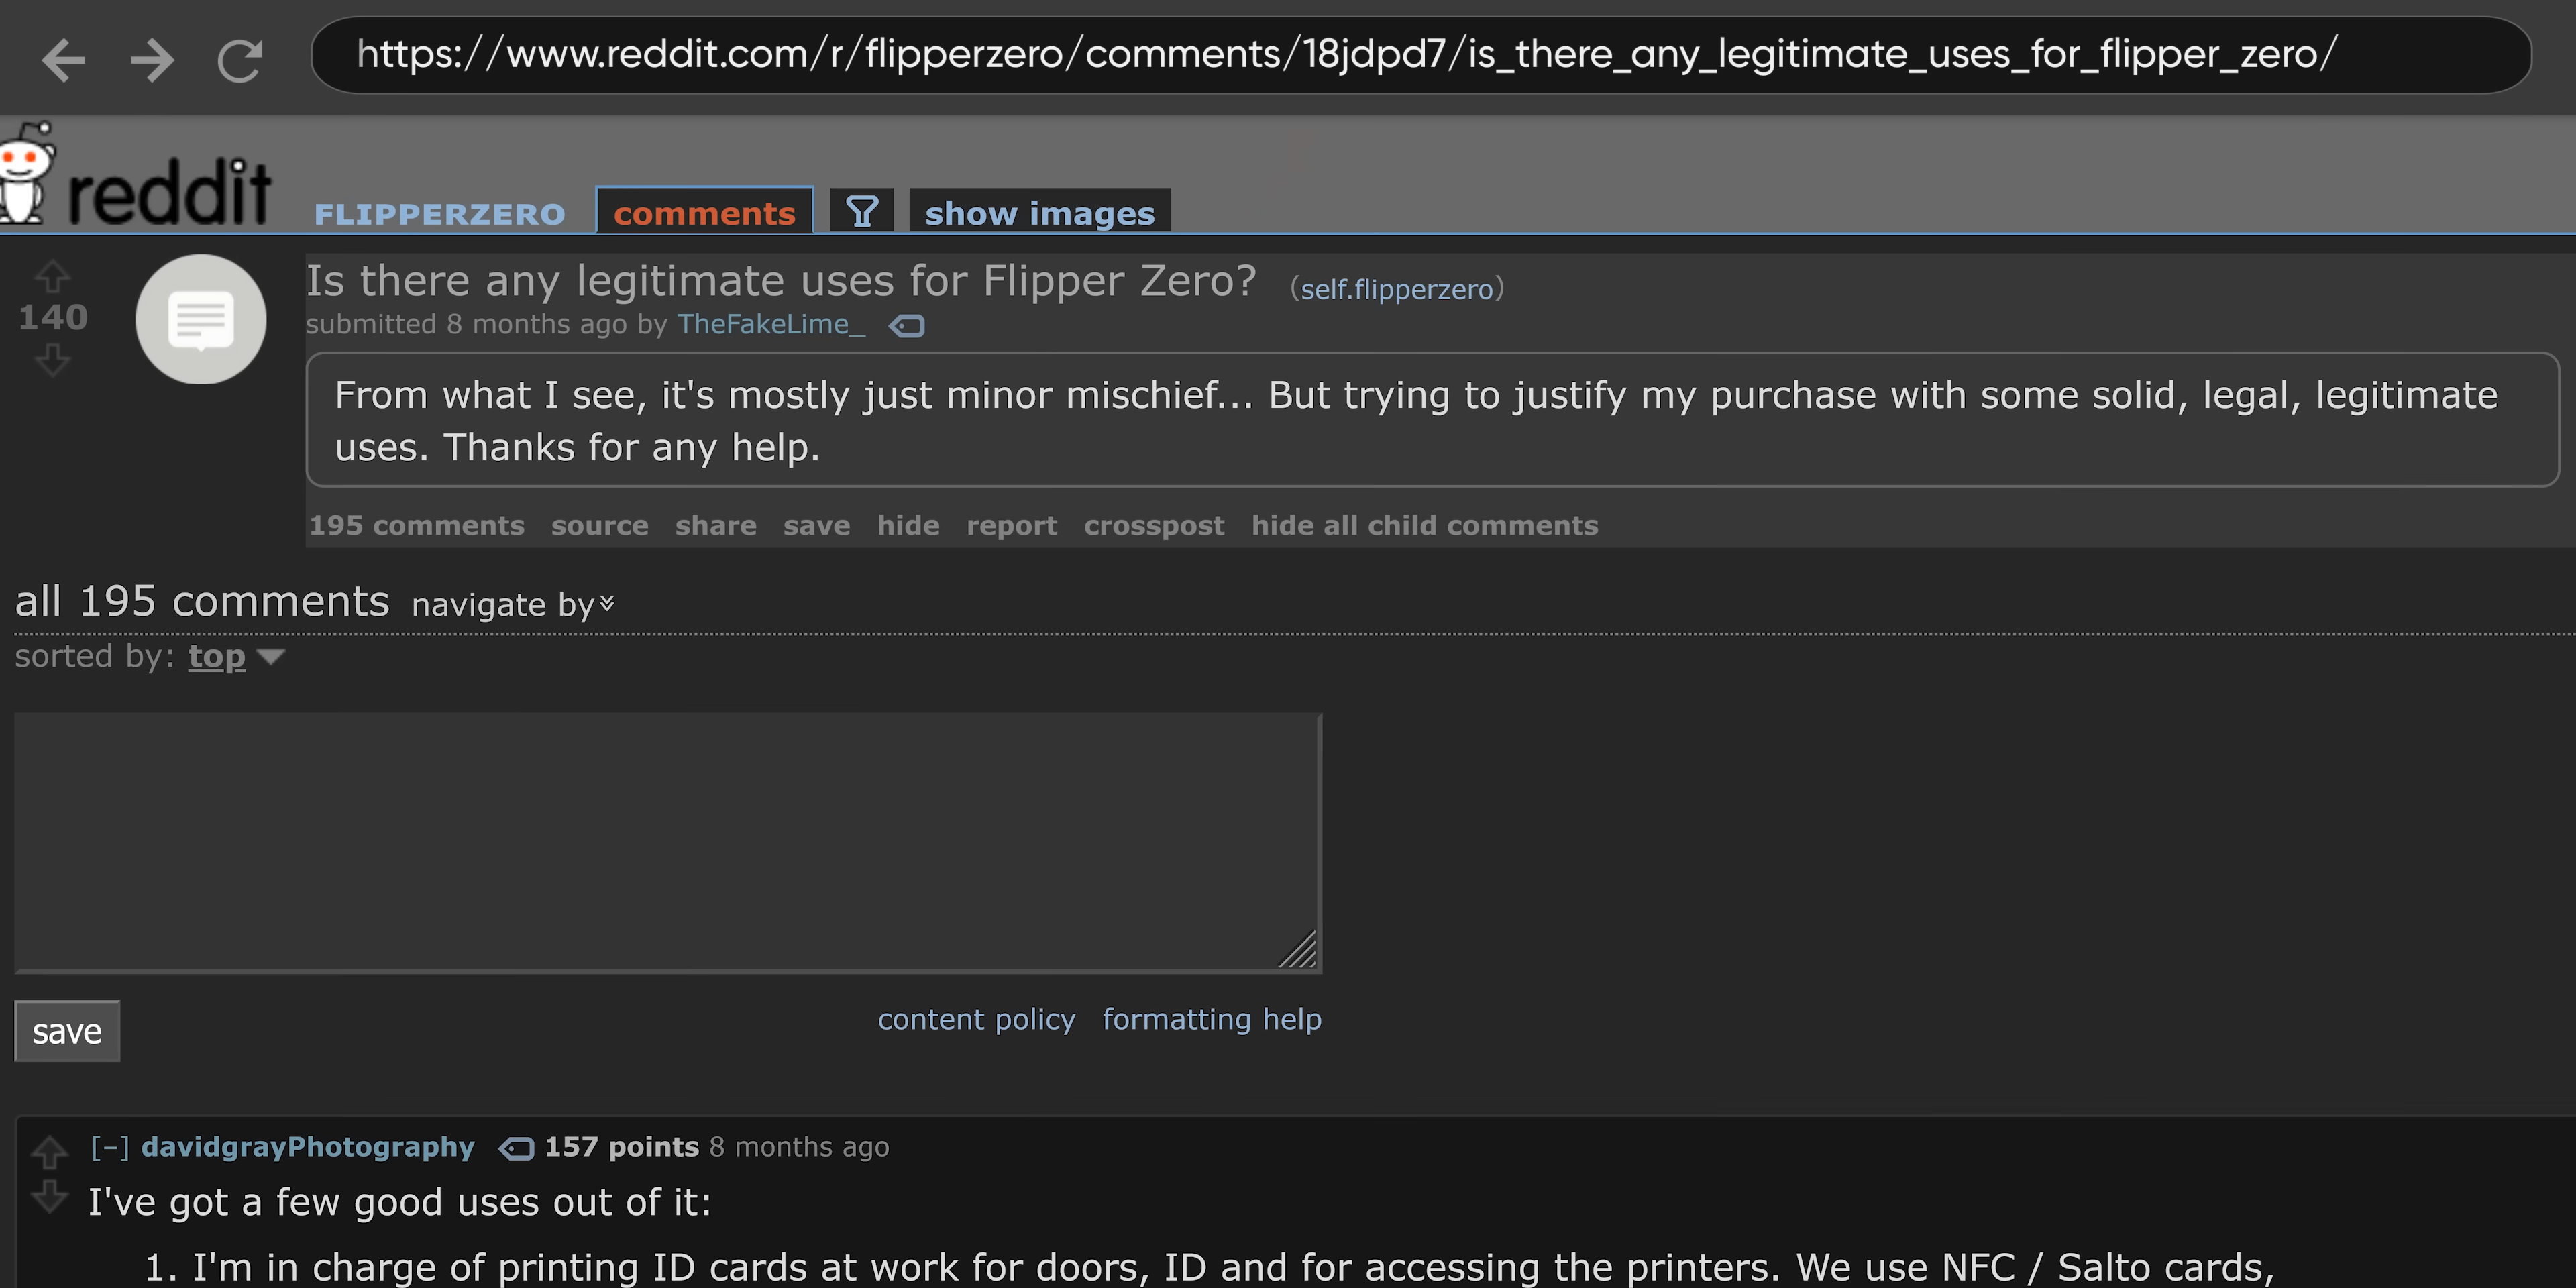 https://www.reddit.com/r/flipperzero/comments/18jdpd7/is_there_any_legitimate_uses_for_flipper_zero/
reddit FLIPPERZERO comments show images
Is there any legitimate uses for Flipper Zero? (self.flipperzero)
140
submitted 8 months ago by TheFakeLime_
From what I see, it's mostly just minor mischief... But trying to justify my purchase with some solid, legal, legitimate
uses. Thanks for any help.
195 comments source share save hide report crosspost hide all child comments
all 195 comments navigate by
sorted by: top
content policy formatting help
save
[–] davidgrayPhotography 157 points 8 months ago
I've got a few good uses out of it:
1. I'm in charge of printing ID cards at work for doors, ID and for accessing the printers. We use NFC / Salto cards,